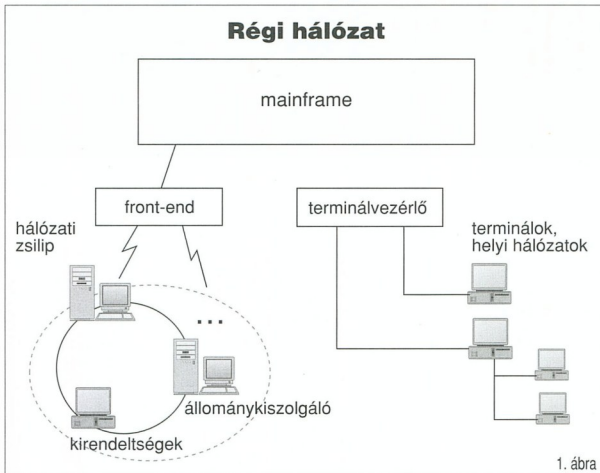 Régi hálózat
mainframe
front-end
terminálvezérlő
hálózati
zsilip
terminálok,
helyi hálózatok
...
állománykiszolgáló
kirendeltségek
1. ábra